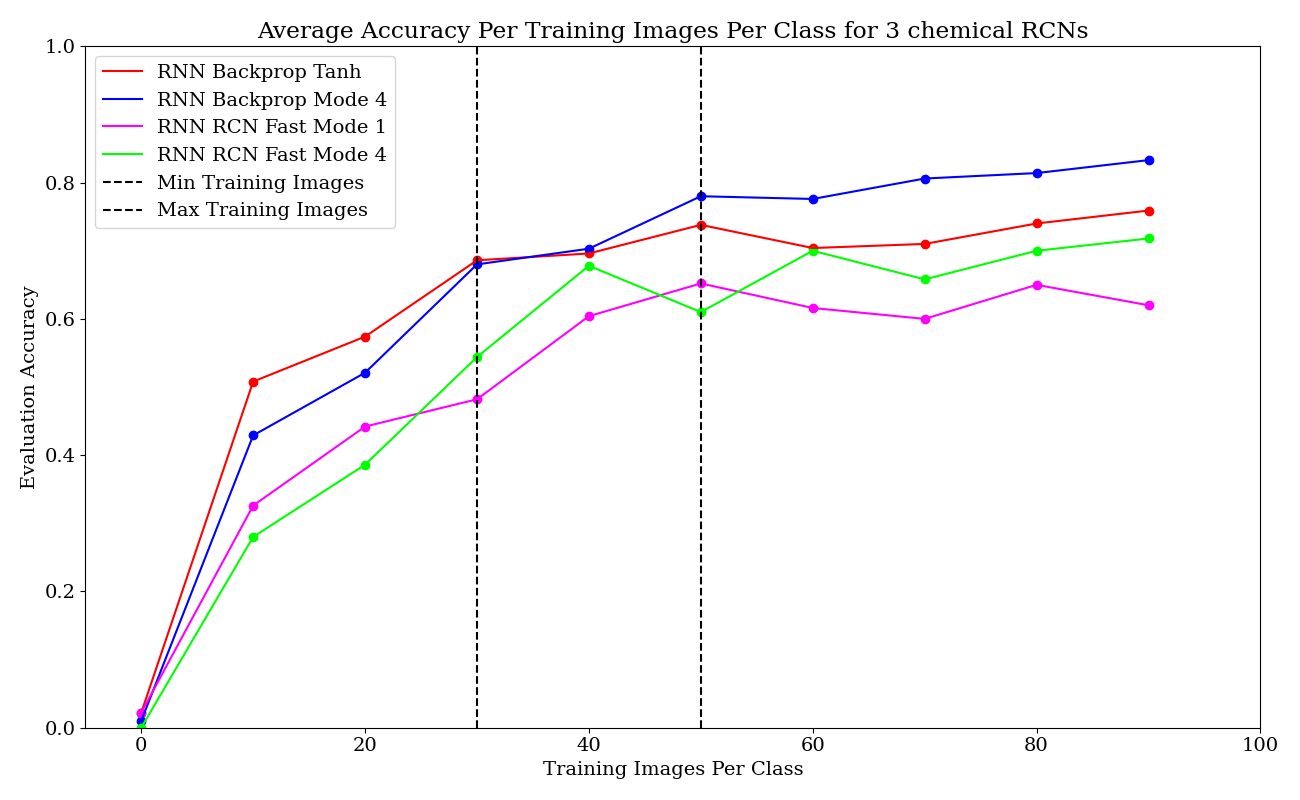 Average Accuracy Per Training Images Per Class for 3 chemical RCNs
1.0
RNN Backprop Tanh
RNN Backprop Mode 4
RNN RCN Fast Mode 1
RNN RCN Fast Mode 4
Min Training Images
Max Training Images
0.8
0.6
0.4
0.2
0.0
Evaluation Accuracy
0 20 40 60 80 100
Training Images Per Class